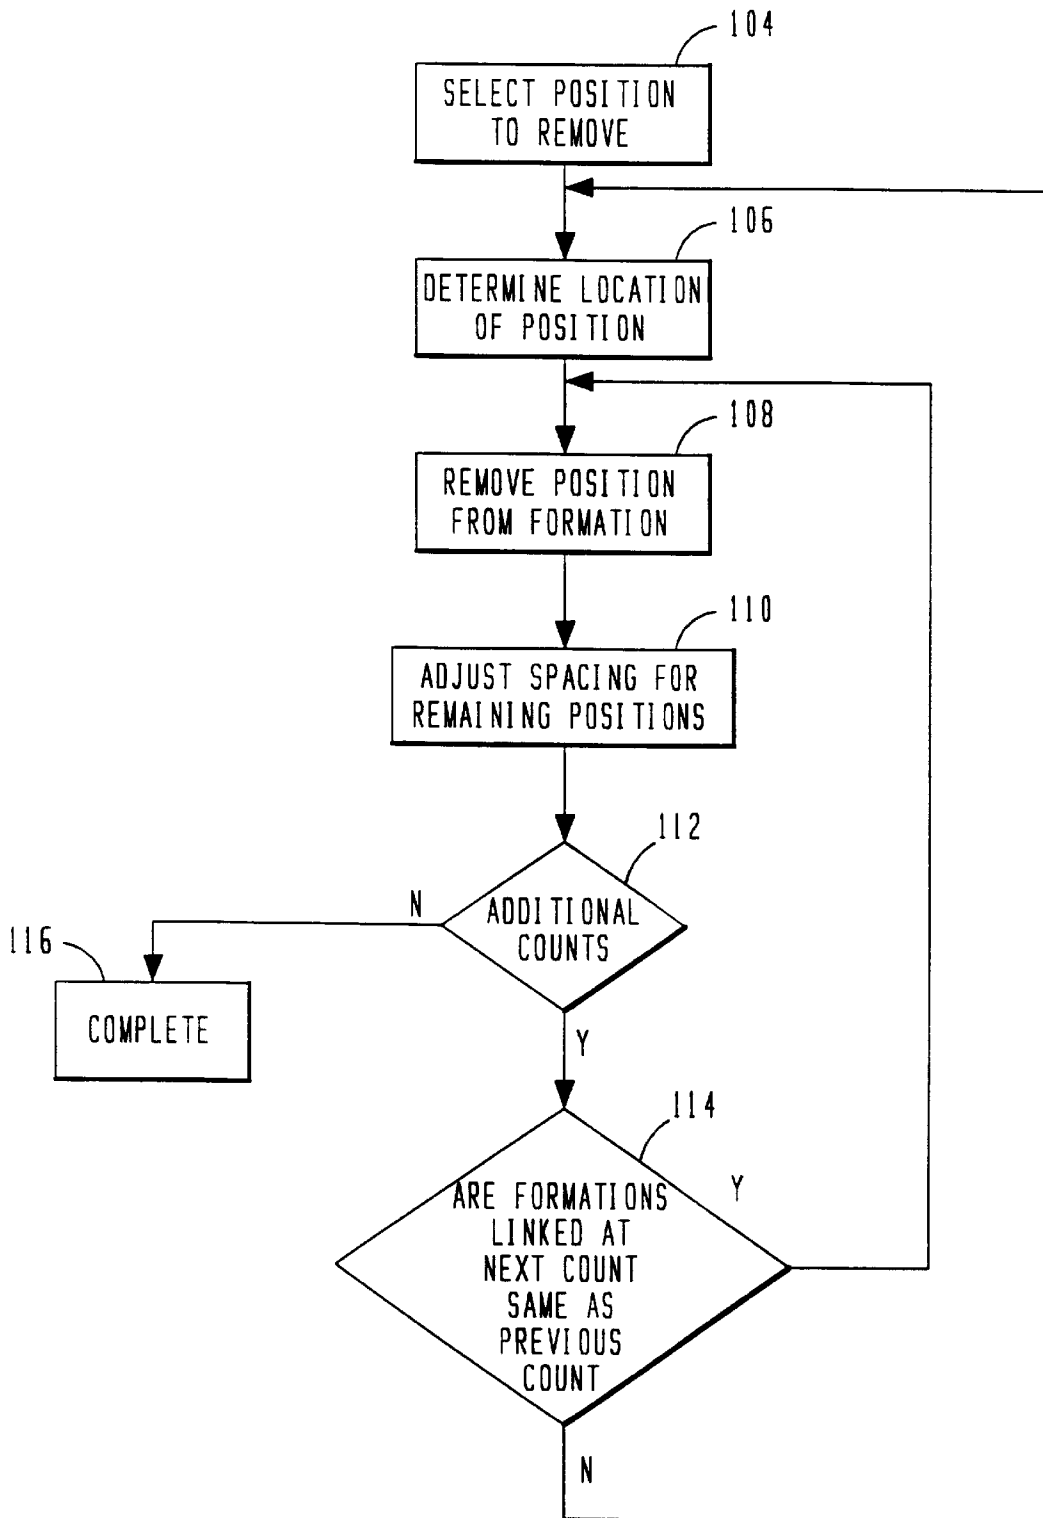 104
SELECT POSITION
TO REMOVE
106
DETERMINE LOCATION
OF POSITION
108
REMOVE POSITION
FROM FORMATION
110
ADJUST SPACING FOR
REMAINING POSITIONS
112
ADDITIONAL
COUNTS
N
116
COMPLETE
Y
114
ARE FORMATIONS
LINKED AT
NEXT COUNT
SAME AS
PREVIOUS
COUNT
Y
N